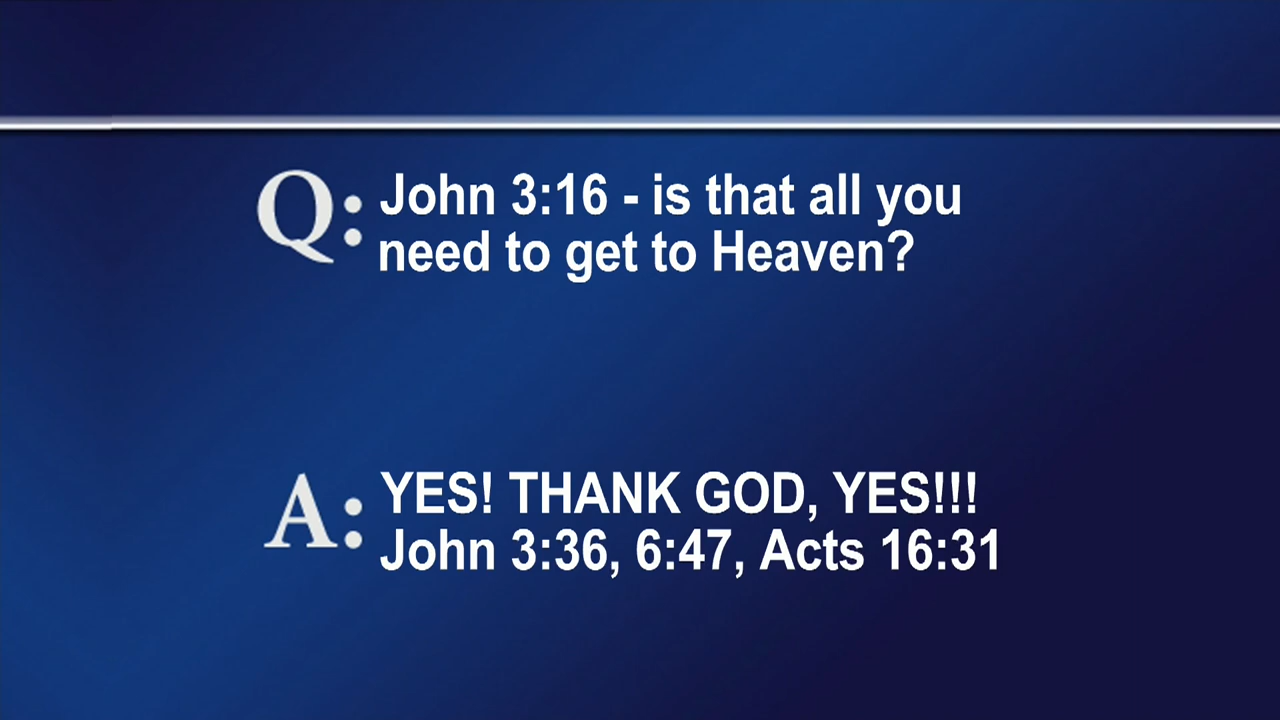 Q: John 3:16 - is that all you
need to get to Heaven?
A: YES! THANK GOD, YES!!!
John 3:36, 6:47, Acts 16:31